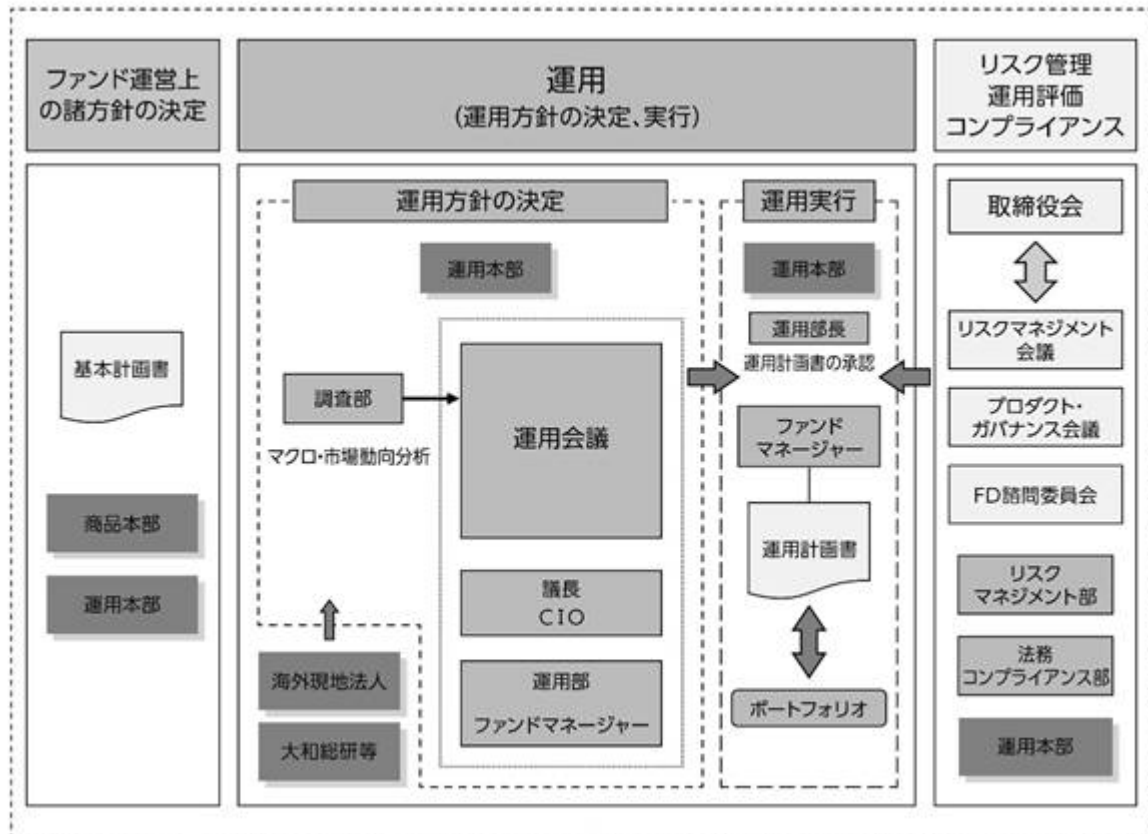 ファンド運営上
の諸方針の決定
運用
(運用方針の決定、実行)
リスク管理
運用評価
コンプライアンス
基本計画書
商品本部
運用本部
運用方針の決定
運用本部
調査部
マクロ・市場動向分析
運用会議
議長
CIO
運用部
ファンドマネージャー
海外現地法人
大和総研等
運用実行
運用本部
運用部長
運用計画書の承認
ファンド
マネージャー
運用計画書
ポートフォリオ
取締役会
リスクマネジメント
会議
プロダクト・
ガバナンス会議
FD諮問委員会
リスク
マネジメント部
法務
コンプライアンス部
運用本部